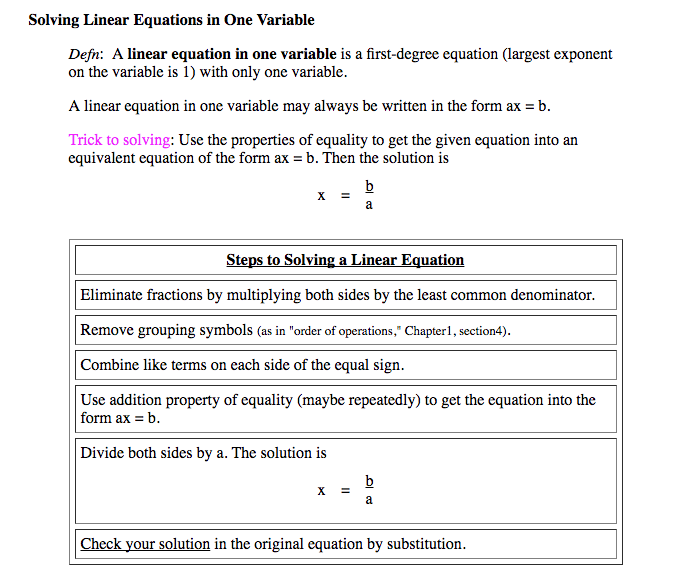 Solving Linear Equations in One Variable
Defn: A linear equation in one variable is a first-degree equation (largest exponent
on the variable is 1) with only one variable.
A linear equation in one variable may always be written in the form ax = b.
Trick to solving: Use the properties of equality to get the given equation into an
equivalent equation of the form ax = b. Then the solution is
x = b
a
Steps to Solving a Linear Equation
Eliminate fractions by multiplying both sides by the least common denominator.
Remove grouping symbols (as in "order of operations," Chapter1, section4).
Combine like terms on each side of the equal sign.
Use addition property of equality (maybe repeatedly) to get the equation into the
form ax = b.
Divide both sides by a. The solution is
x = b
a
Check your solution in the original equation by substitution.